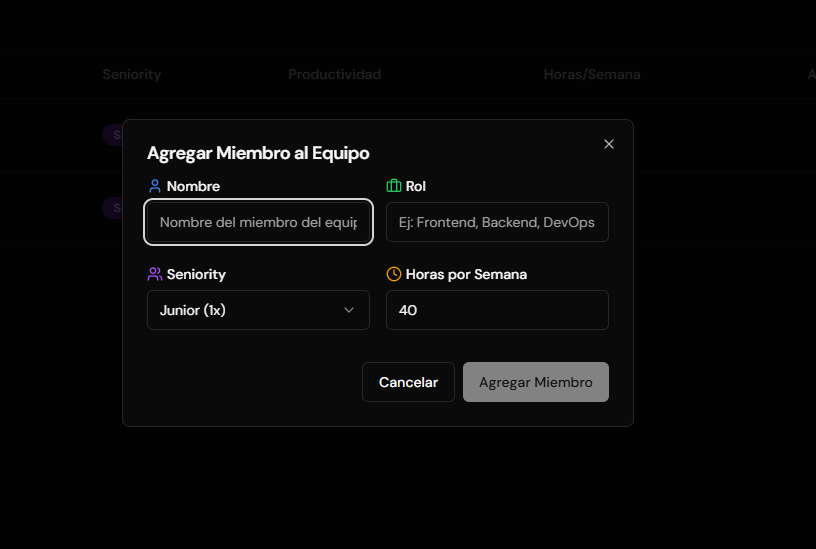 Seniority Productividad Horas/Semana A
Agregar Miembro al Equipo
Nombre Rol
Nombre del miembro del equip Ej: Frontend, Backend, DevOps
Seniority Horas por Semana
Junior (1x) 40
Cancelar Agregar Miembro